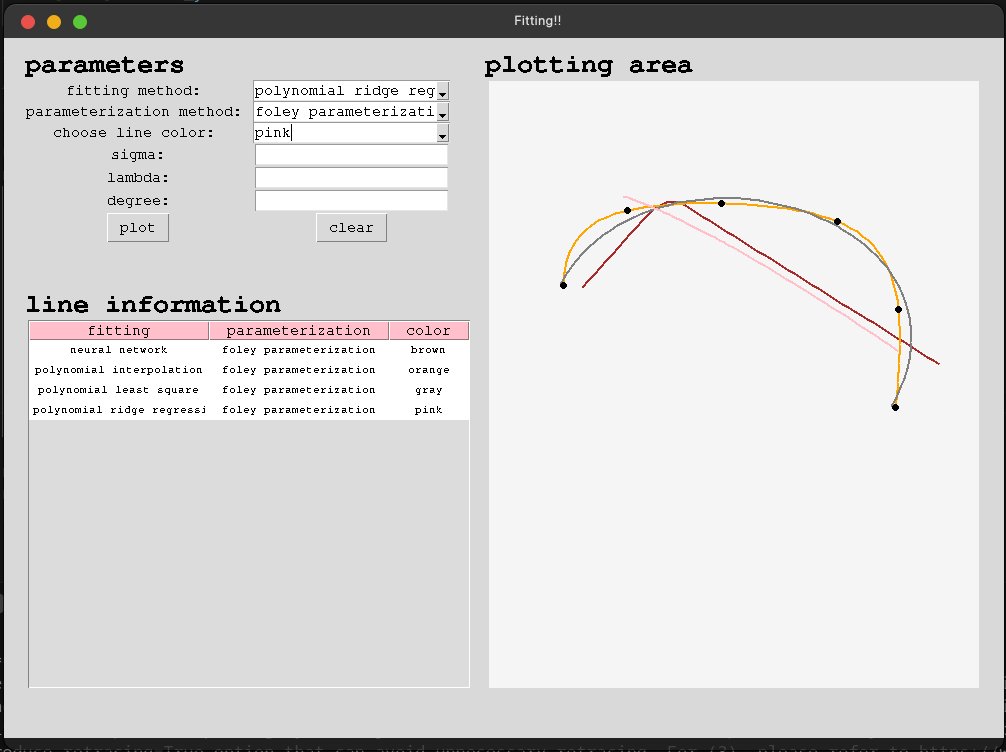 Fitting!!
parameters
fitting method: polynomial ridge reg
parameterization method: foley parameterizati
choose line color: pink
sigma:
lambda:
degree:
plot clear
plotting area
line information
fitting parameterization color
neural network foley parameterization brown
polynomial interpolation foley parameterization orange
polynomial least square foley parameterization gray
polynomial ridge regressi foley parameterization pink